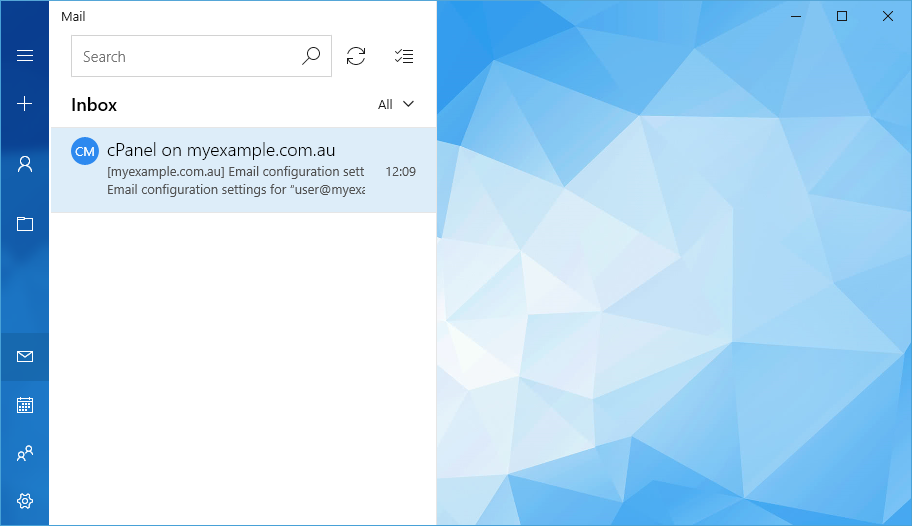 Mail
Search
Inbox
All
CM
cPanel on myexample.com.au
[myexample.com.au] Email configuration sett
12:09
Email configuration settings for “user@myexa